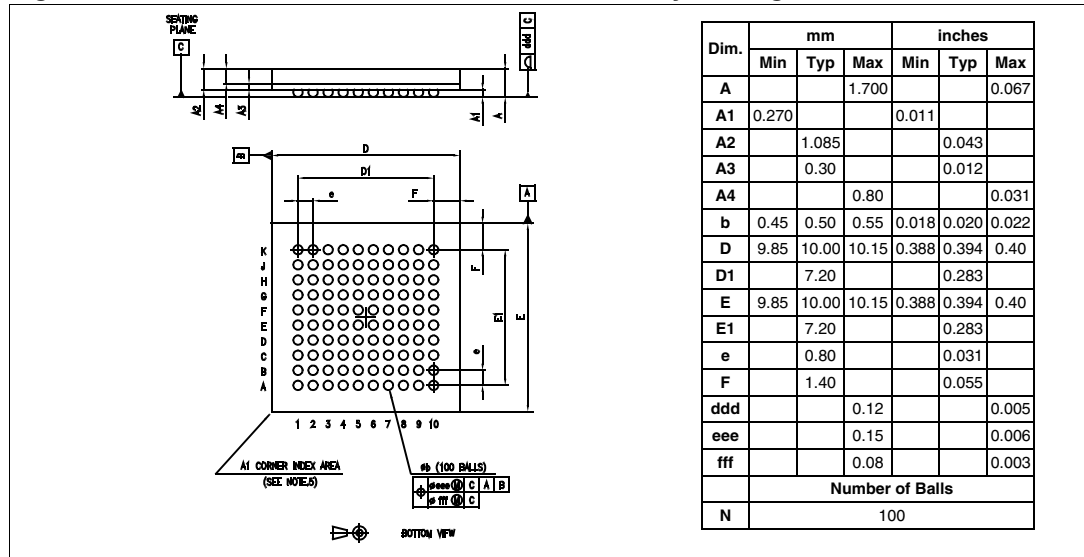 SEATING
PLANE
C
ddd C
A2
A4
A3
A1
A
D
D1
e
F
A
K
J
H
G
F
E
D
C
B
A
F
E1
E
e
1 2 3 4 5 6 7 8 9 10
A1 CORNER INDEX AREA
(SEE NOTE.5)
øb (100 BALLS)
ø eee M C A B
ø fff M C
BOTTOM VIEW
Dim. mm inches
Min Typ Max Min Typ Max
A 1.700 0.067
A1 0.270 0.011
A2 1.085 0.043
A3 0.30 0.012
A4 0.80 0.031
b 0.45 0.50 0.55 0.018 0.020 0.022
D 9.85 10.00 10.15 0.388 0.394 0.40
D1 7.20 0.283
E 9.85 10.00 10.15 0.388 0.394 0.40
E1 7.20 0.283
e 0.80 0.031
F 1.40 0.055
ddd 0.12 0.005
eee 0.15 0.006
fff 0.08 0.003
Number of Balls
N 100